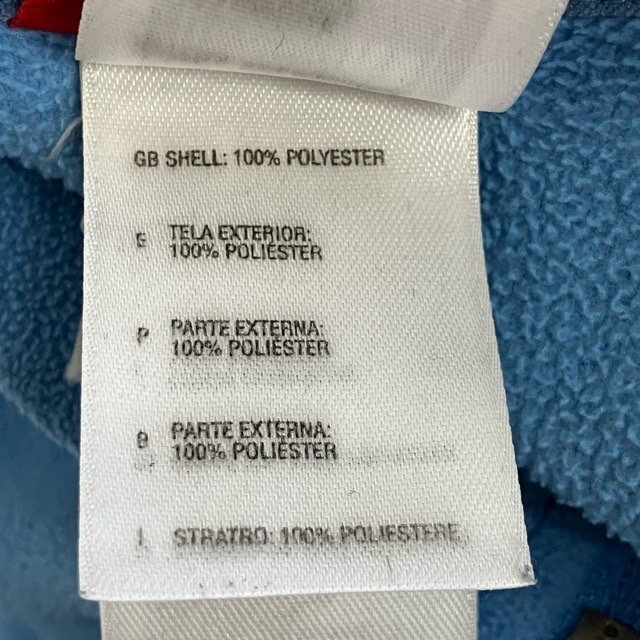 GB SHELL: 100% POLYESTER
E TELA EXTERIOR:
100% POLIÉSTER
P PARTE EXTERNA:
100% POLIÉSTER
B PARTE EXTERNA:
100% POLIÉSTER
I STRATRO: 100% POLIESTERE